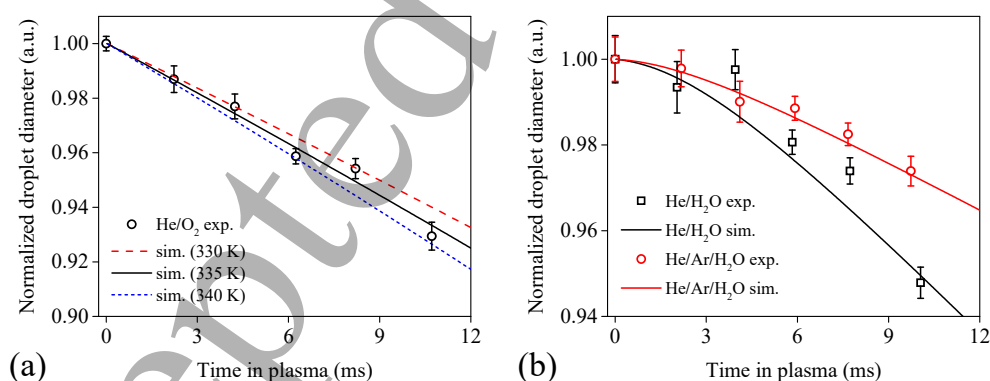 1.00
0.98
0.96
0.94
0.92
0.90
Normalized droplet diameter (a.u.)
He/O₂ exp.
sim. (330 K)
sim. (335 K)
sim. (340 K)
0 3 6 9 12
(a) Time in plasma (ms)
1.00
0.98
0.96
0.94
Normalized droplet diameter (a.u.)
He/H₂O exp.
He/H₂O sim.
He/Ar/H₂O exp.
He/Ar/H₂O sim.
0 3 6 9 12
(b) Time in plasma (ms)
epted